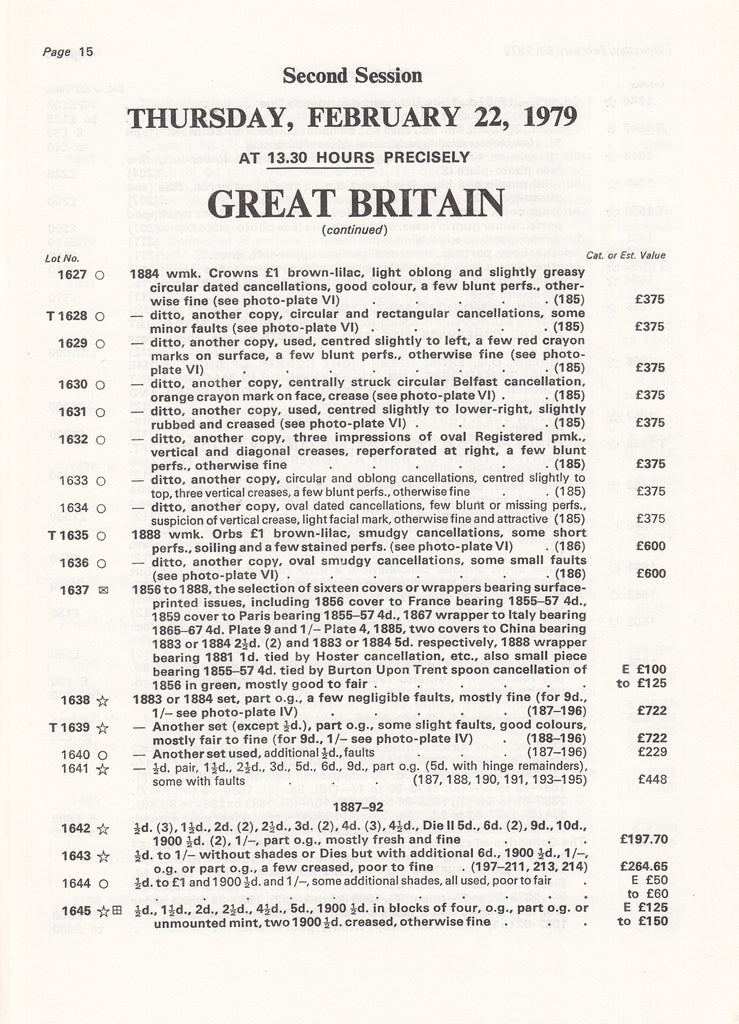 Page 15
Second Session
THURSDAY, FEBRUARY 22, 1979
AT 13.30 HOURS PRECISELY
GREAT BRITAIN
(continued)
Lot No. Cat. or Est. Value
1627 ○ 1884 wmk. Crowns £1 brown-lilac, light oblong and slightly greasy
circular dated cancellations, good colour, a few blunt perfs., other-
wise fine (see photo-plate VI) . . . . . (185) £375
T 1628 ○ — ditto, another copy, circular and rectangular cancellations, some
minor faults (see photo-plate VI) . . . . . (185) £375
1629 ○ — ditto, another copy, used, centred slightly to left, a few red crayon
marks on surface, a few blunt perfs., otherwise fine (see photo-
plate VI) . . . . . . . . (185) £375
1630 ○ — ditto, another copy, centrally struck circular Belfast cancellation,
orange crayon mark on face, crease (see photo-plate VI) . . (185) £375
1631 ○ — ditto, another copy, used, centred slightly to lower-right, slightly
rubbed and creased (see photo-plate VI) . . . . (185) £375
1632 ○ — ditto, another copy, three impressions of oval Registered pmk.,
vertical and diagonal creases, reperforated at right, a few blunt
perfs., otherwise fine . . . . . . (185) £375
1633 ○ — ditto, another copy, circular and oblong cancellations, centred slightly to
top, three vertical creases, a few blunt perfs., otherwise fine . . (185) £375
1634 ○ — ditto, another copy, oval dated cancellations, few blunt or missing perfs.,
suspicion of vertical crease, light facial mark, otherwise fine and attractive (185) £375
T 1635 ○ 1888 wmk. Orbs £1 brown-lilac, smudgy cancellations, some short
perfs., soiling and a few stained perfs. (see photo-plate VI) . (186) £600
1636 ○ — ditto, another copy, oval smudgy cancellations, some small faults
(see photo-plate VI) . . . . . . . (186) £600
1637 ✉ 1856 to 1888, the selection of sixteen covers or wrappers bearing surface-
printed issues, including 1856 cover to France bearing 1855–57 4d.,
1859 cover to Paris bearing 1855–57 4d., 1867 wrapper to Italy bearing
1865–67 4d. Plate 9 and 1/– Plate 4, 1885, two covers to China bearing
1883 or 1884 2½d. (2) and 1883 or 1884 5d. respectively, 1888 wrapper
bearing 1881 1d. tied by Hoster cancellation, etc., also small piece
bearing 1855–57 4d. tied by Burton Upon Trent spoon cancellation of E £100
1856 in green, mostly good to fair . . . . . . to £125
1638 ☆ 1883 or 1884 set, part o.g., a few negligible faults, mostly fine (for 9d.,
1/– see photo-plate IV) . . . . . (187–196) £722
T 1639 ☆ — Another set (except ½d.), part o.g., some slight faults, good colours,
mostly fair to fine (for 9d., 1/– see photo-plate IV) . . (188–196) £722
1640 ○ — Another set used, additional ½d., faults . . . . (187–196) £229
1641 ☆ — ½d. pair, 1½d., 2½d., 3d., 5d., 6d., 9d., part o.g. (5d. with hinge remainders),
some with faults . . . . (187, 188, 190, 191, 193–195) £448
1887–92
1642 ☆ ½d. (3), 1½d., 2d. (2), 2½d., 3d. (2), 4d. (3), 4½d., Die II 5d., 6d. (2), 9d., 10d.,
1900 ½d. (2), 1/–, part o.g., mostly fresh and fine . . . . £197.70
1643 ☆ ½d. to 1/– without shades or Dies but with additional 6d., 1900 ½d., 1/–,
o.g. or part o.g., a few creased, poor to fine . (197–211, 213, 214) £264.65
1644 ○ ½d. to £1 and 1900 ½d. and 1/–, some additional shades, all used, poor to fair . E £50
. . . . . . . . . . . to £60
1645 ☆⊞ ½d., 1½d., 2d., 2½d., 4½d., 5d., 1900 ½d. in blocks of four, o.g., part o.g. or E £125
unmounted mint, two 1900 ½d. creased, otherwise fine . . . to £150